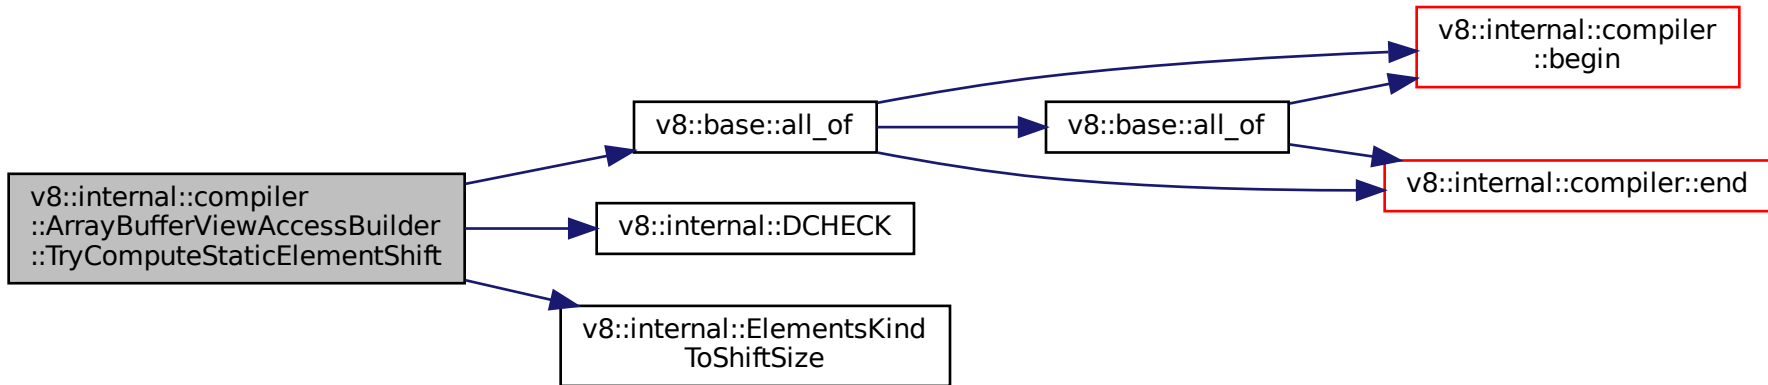 v8::internal::compiler
::ArrayBufferViewAccessBuilder
::TryComputeStaticElementShift
v8::base::all_of
v8::internal::DCHECK
v8::internal::ElementsKind
ToShiftSize
v8::base::all_of
v8::internal::compiler
::begin
v8::internal::compiler::end